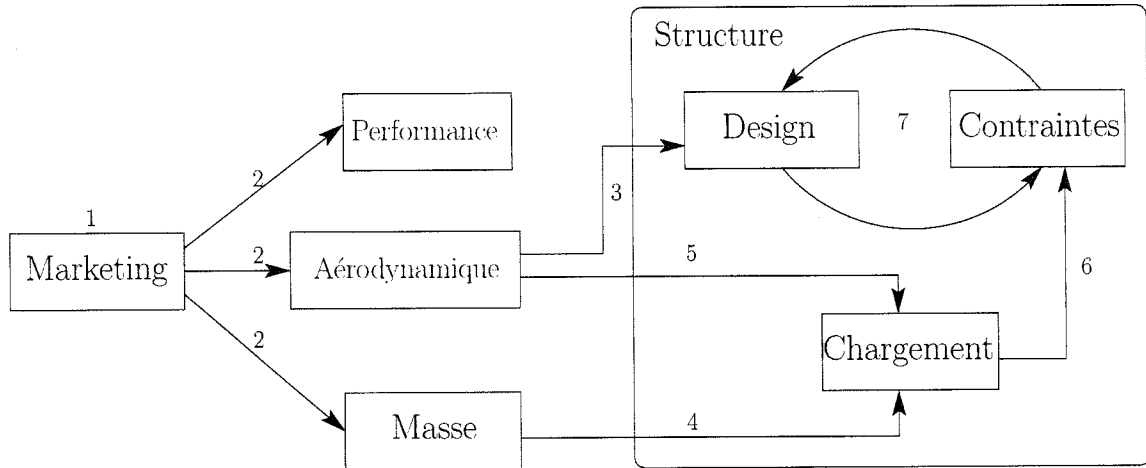 Structure
Design
7
Contraintes
Performance
2
3
1
Marketing
2
Aérodynamique
5
6
2
Chargement
Masse
4